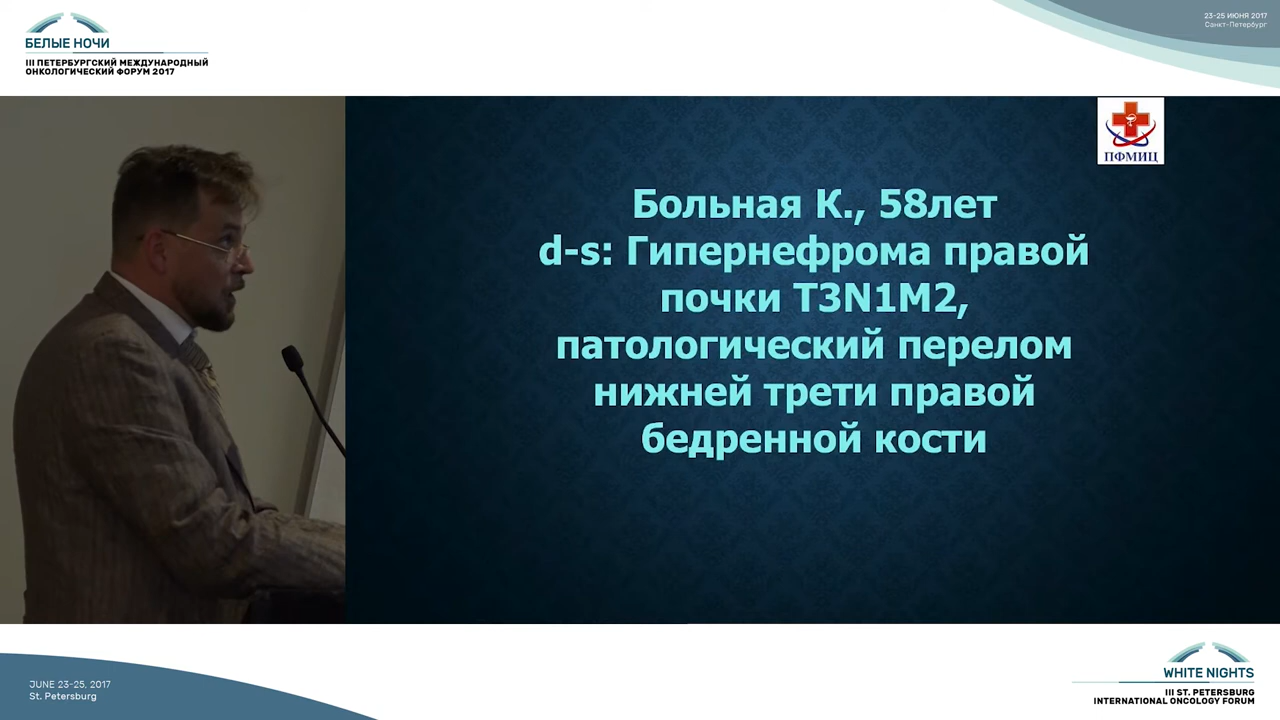 БЕЛЫЕ НОЧИ
III ПЕТЕРБУРГСКИЙ МЕЖДУНАРОДНЫЙ
ОНКОЛОГИЧЕСКИЙ ФОРУМ 2017
23-25 ИЮНЯ 2017
Санкт-Петербург
ПФМИЦ
Больная К., 58лет
d-s: Гипернефрома правой
почки T3N1M2,
патологический перелом
нижней трети правой
бедренной кости
JUNE 23-25, 2017
St. Petersburg
WHITE NIGHTS
III ST. PETERSBURG
INTERNATIONAL ONCOLOGY FORUM